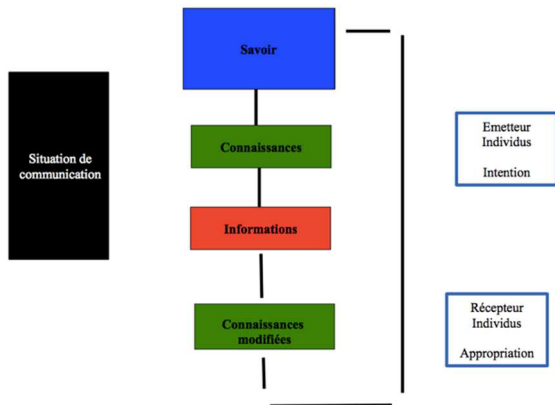 Savoir
Situation de
communication
Connaissances
Informations
Connaissances
modifiées
Emetteur
Individus
Intention
Récepteur
Individus
Appropriation